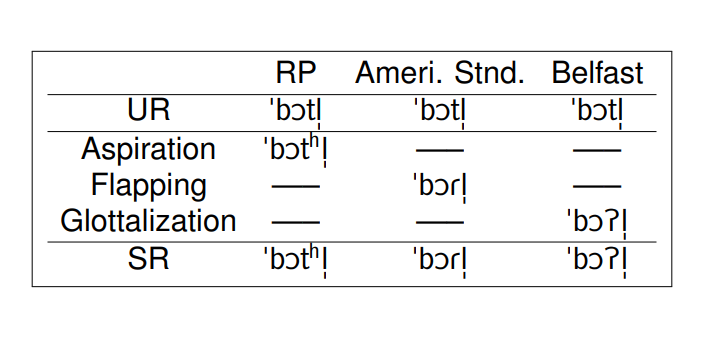 RP Ameri. Stnd. Belfast
UR ˈbɔtl̩ ˈbɔtl̩ ˈbɔtl̩
Aspiration ˈbɔtʰl̩ — —
Flapping — ˈbɔɾl̩ —
Glottalization — — ˈbɔʔl̩
SR ˈbɔtʰl̩ ˈbɔɾl̩ ˈbɔʔl̩